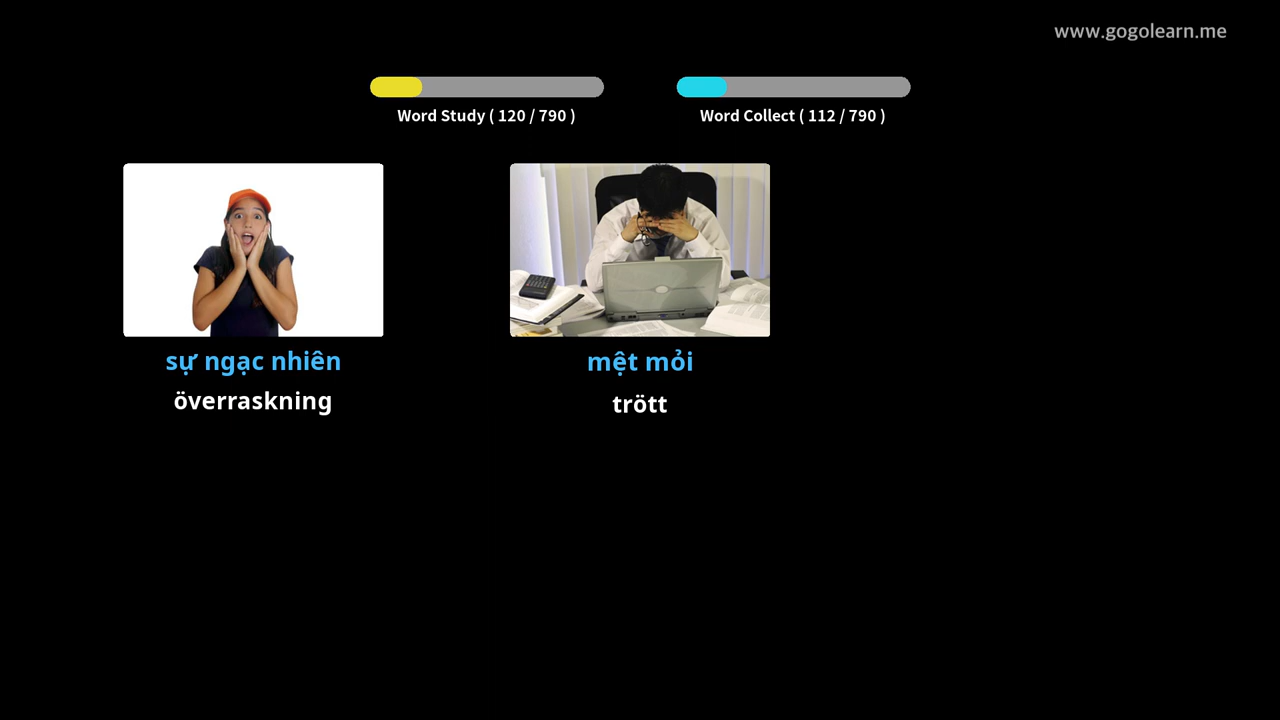 www.gogolearn.me
Word Study ( 120 / 790 )
Word Collect ( 112 / 790 )
sự ngạc nhiên
överraskning
mệt mỏi
trött